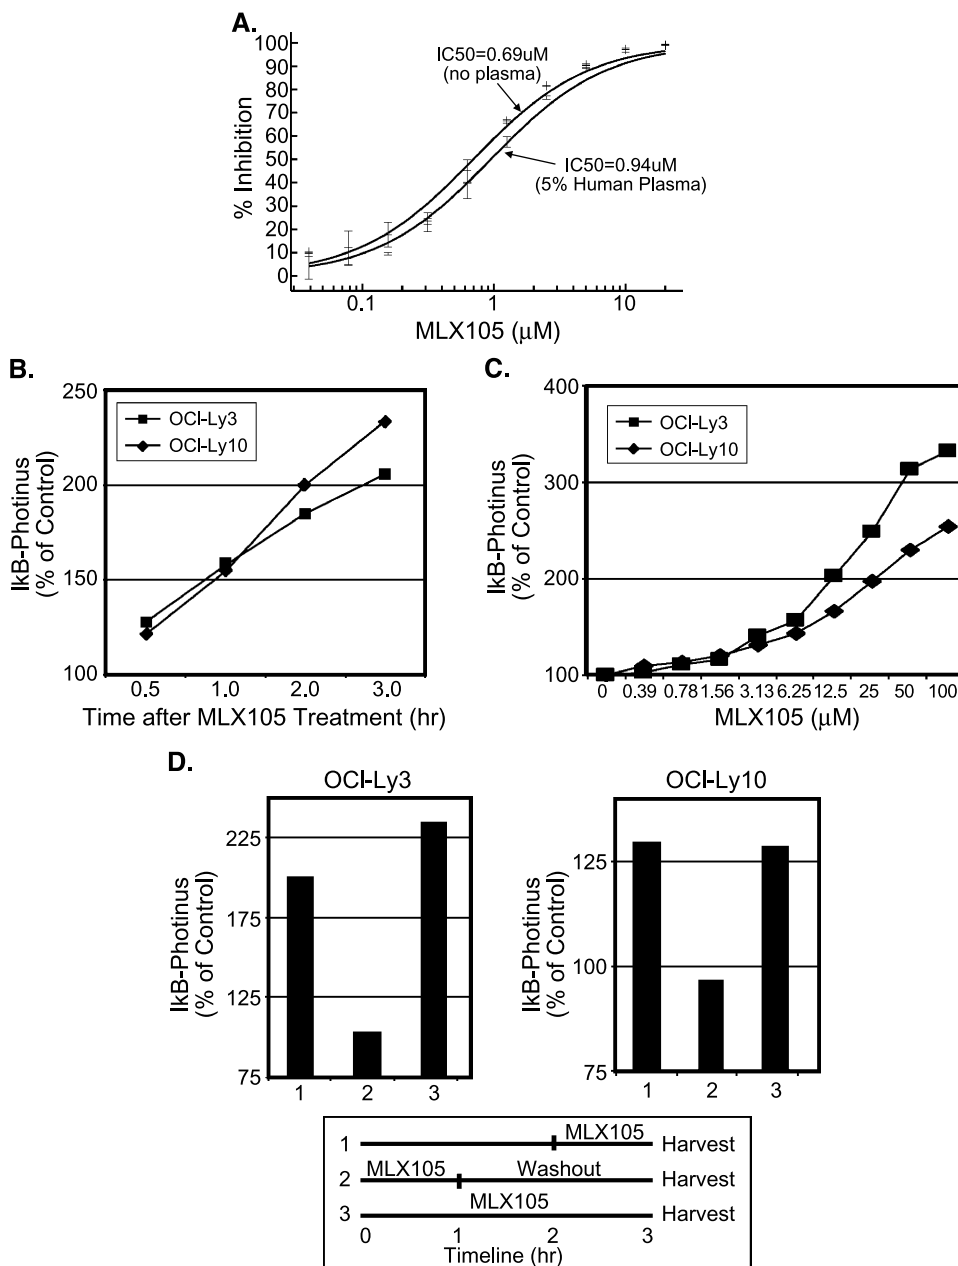 A.
100
90
80
70
60
50
40
30
20
10
0
% Inhibition
IC50=0.69uM
(no plasma)
IC50=0.94uM
(5% Human Plasma)
0.1
1
10
MLX105 (μM)
B.
250
200
150
100
IkB-Photinus
(% of Control)
OCI-Ly3
OCI-Ly10
0.5
1.0
2.0
3.0
Time after MLX105 Treatment (hr)
C.
400
300
200
100
IkB-Photinus
(% of Control)
OCI-Ly3
OCI-Ly10
0
0.39
0.78
1.56
3.13
6.25
12.5
25
50
100
MLX105 (μM)
D.
OCI-Ly3
225
175
125
75
IkB-Photinus
(% of Control)
1
2
3
OCI-Ly10
125
100
75
IkB-Photinus
(% of Control)
1
2
3
1 MLX105 Harvest
2 MLX105 Washout Harvest
3 MLX105 Harvest
0 1 2 3
Timeline (hr)